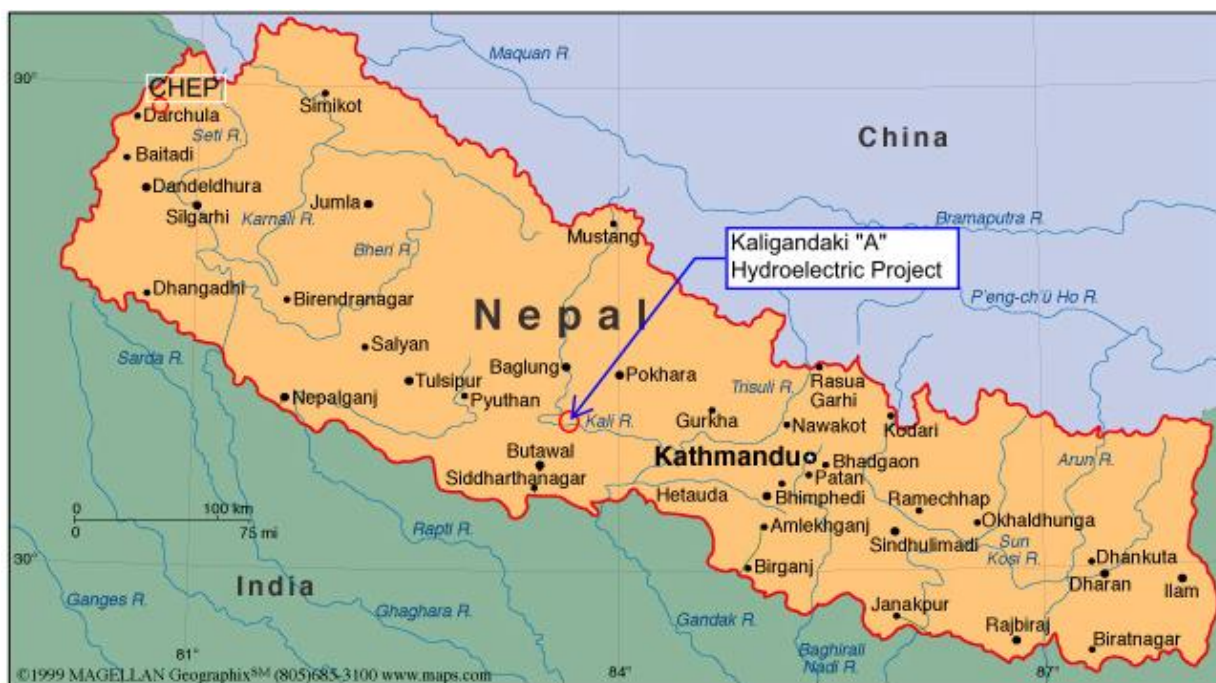 90°
CHEP
Maquan R.
Simikot
Darchula
Seti R.
China
Baitadi
Dandeldhura
Silgarhi
Jumla
Karnali R.
Bramaputra R.
Mustang
Bheri R.
Kaligandaki "A"
Hydroelectric Project
Dhangadhi
Birendranagar
Nepal
P'eng-ch'ü Ho R.
Sarda R.
Salyan
Baglung
Pokhara
Trisuli R.
Rasua
Garhi
Tulsipur
Nepalganj
Pyuthan
Kali R.
Gurkha
Nawakot
Kodari
Butawal
Kathmandu
Bhadgaon
Arun R.
Siddharthanagar
Patan
Hetauda
Bhimphedi
Ramechhap
0 100 km
0 75 mi
Rapti R.
Amlekhganj
Okhaldhunga
Sindhulimadi
Sun
Kosi R.
30°
India
Birganj
Dhankuta
Dharan
Ilam
Ganges R.
Ghaghara R.
Gandak R.
Janakpur
Rajbiraj
Baghirali
Nadi R.
Biratnagar
81°
84°
87°
©1999 MAGELLAN Geographix℠ (805)685-3100 www.maps.com